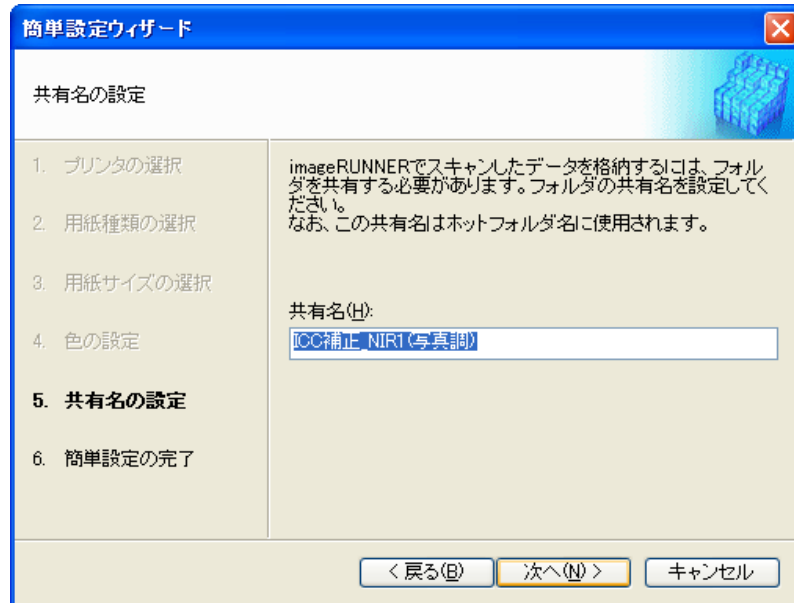 簡単設定ウィザード
共有名の設定
1. プリンタの選択
2. 用紙種類の選択
3. 用紙サイズの選択
4. 色の設定
5. 共有名の設定
6. 簡単設定の完了
imageRUNNERでスキャンしたデータを格納するには、フォル
ダを共有する必要があります。フォルダの共有名を設定してく
ださい。
なお、この共有名はホットフォルダ名に使用されます。
共有名(H):
ICC補正_NIR1(写真調)
< 戻る(B)
次へ(N) >
キャンセル